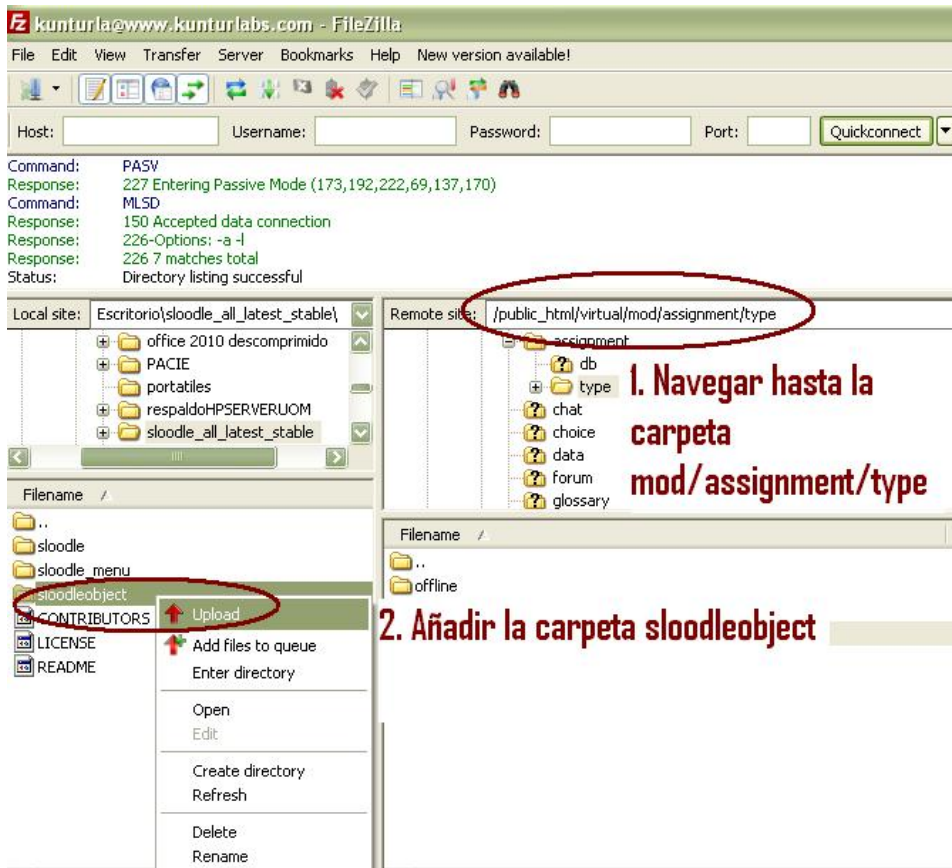 kunturla@www.kunturlabs.com - FileZilla
File Edit View Transfer Server Bookmarks Help New version available!
Host: Username: Password: Port: Quickconnect
Command: PASV
Response: 227 Entering Passive Mode (173,192,222,69,137,170)
Command: MLSD
Response: 150 Accepted data connection
Response: 226-Options: -a -l
Response: 226 7 matches total
Status: Directory listing successful
Local site: Escritorio\sloodle_all_latest_stable\
office 2010 descomprimido
PACIE
portatiles
respaldoHPSERVERUOM
sloodle_all_latest_stable
Remote site: /public_html/virtual/mod/assignment/type
assignment
db
type
chat
choice
data
forum
glossary
1. Navegar hasta la
carpeta
mod/assignment/type
Filename
..
sloodle
sloodle_menu
sloodleobject
CONTRIBUTORS
LICENSE
README
Upload
Add files to queue
Enter directory
Open
Edit
Create directory
Refresh
Delete
Rename
Filename
..
offline
2. Añadir la carpeta sloodleobject